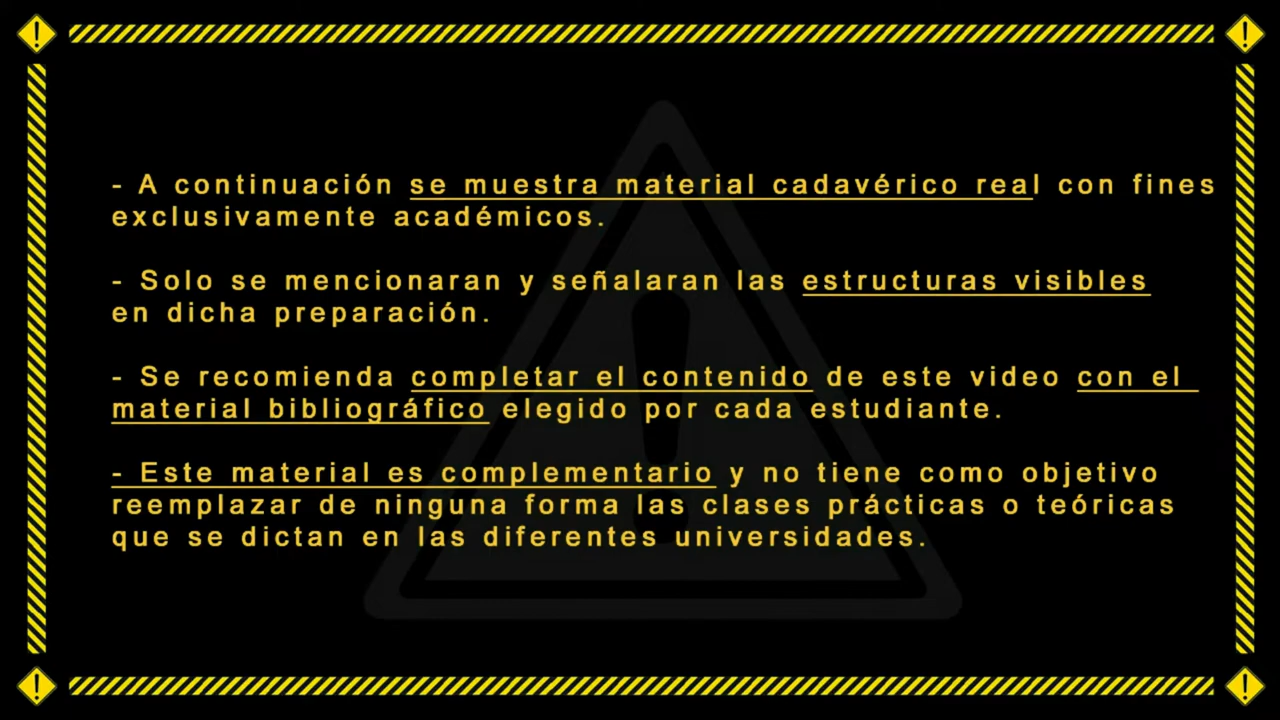 - A continuación se muestra material cadavérico real con fines
exclusivamente académicos.
- Solo se mencionaran y señalaran las estructuras visibles
en dicha preparación.
- Se recomienda completar el contenido de este video con el
material bibliográfico elegido por cada estudiante.
- Este material es complementario y no tiene como objetivo
reemplazar de ninguna forma las clases prácticas o teóricas
que se dictan en las diferentes universidades.